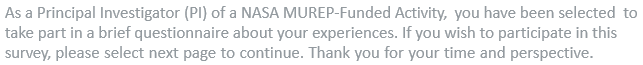 As a Principal Investigator (PI) of a NASA MUREP-Funded Activity,  you have been selected  to
take part in a brief questionnaire about your experiences. If you wish to participate in this
survey, please select next page to continue. Thank you for your time and perspective.